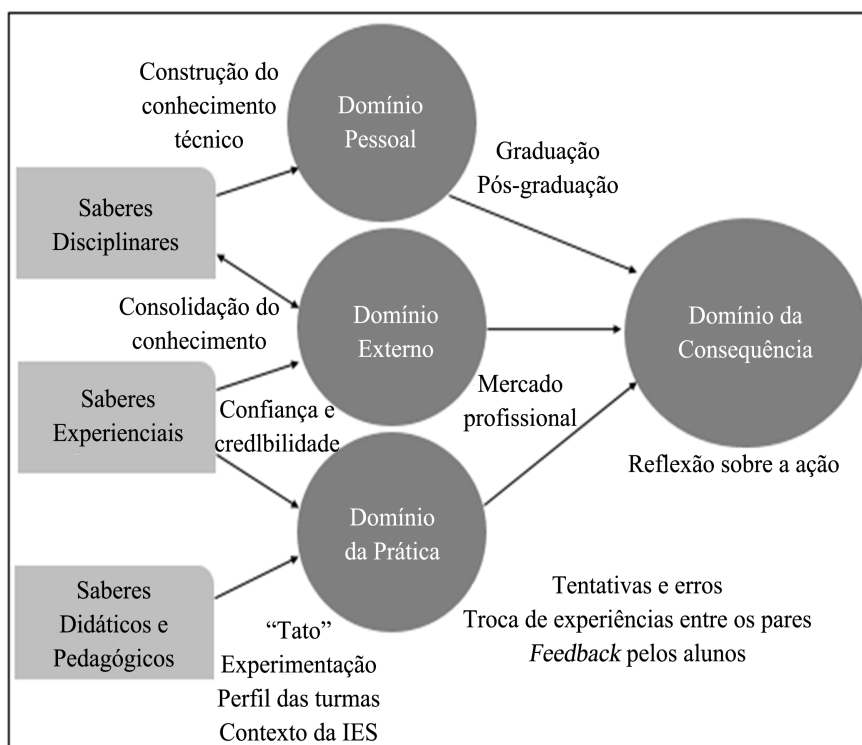 Construção do
conhecimento
técnico
Domínio
Pessoal
Graduação
Pós-graduação
Saberes
Disciplinares
Consolidação do
conhecimento
Domínio
Externo
Domínio da
Consequência
Saberes
Experienciais
Confiança e
credlbilidade
Mercado
profissional
Reflexão sobre a ação
Domínio
da Prática
Saberes
Didáticos e
Pedagógicos
“Tato”
Experimentação
Perfil das turmas
Contexto da IES
Tentativas e erros
Troca de experiências entre os pares
Feedback pelos alunos